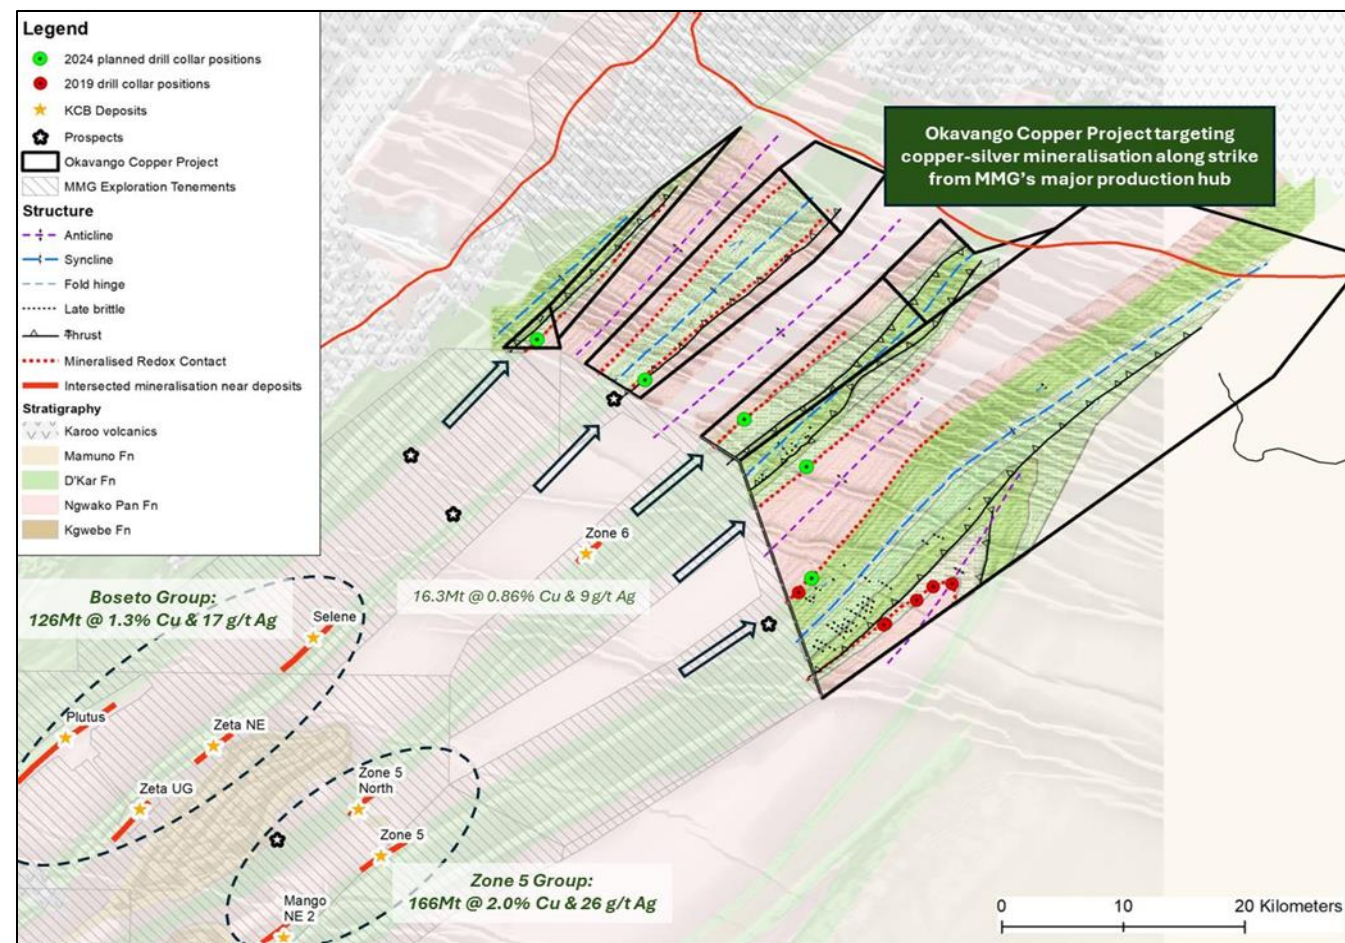 Legend
2024 planned drill collar positions
2019 drill collar positions
KCB Deposits
Prospects
Okavango Copper Project
MMG Exploration Tenements
Structure
Anticline
Syncline
Fold hinge
Late brittle
Thrust
Mineralised Redox Contact
Intersected mineralisation near deposits
Stratigraphy
Karoo volcanics
Mamuno Fn
D'Kar Fn
Ngwako Pan Fn
Kgwebe Fn
Okavango Copper Project targeting
copper-silver mineralisation along strike
from MMG's major production hub
Zone 6
16.3Mt @ 0.86% Cu & 9 g/t Ag
Boseto Group:
126Mt @ 1.3% Cu & 17 g/t Ag
Selene
Plutus
Zeta NE
Zeta UG
Zone 5
North
Zone 5
Mango
NE 2
Zone 5 Group:
166Mt @ 2.0% Cu & 26 g/t Ag
0 10 20 Kilometers